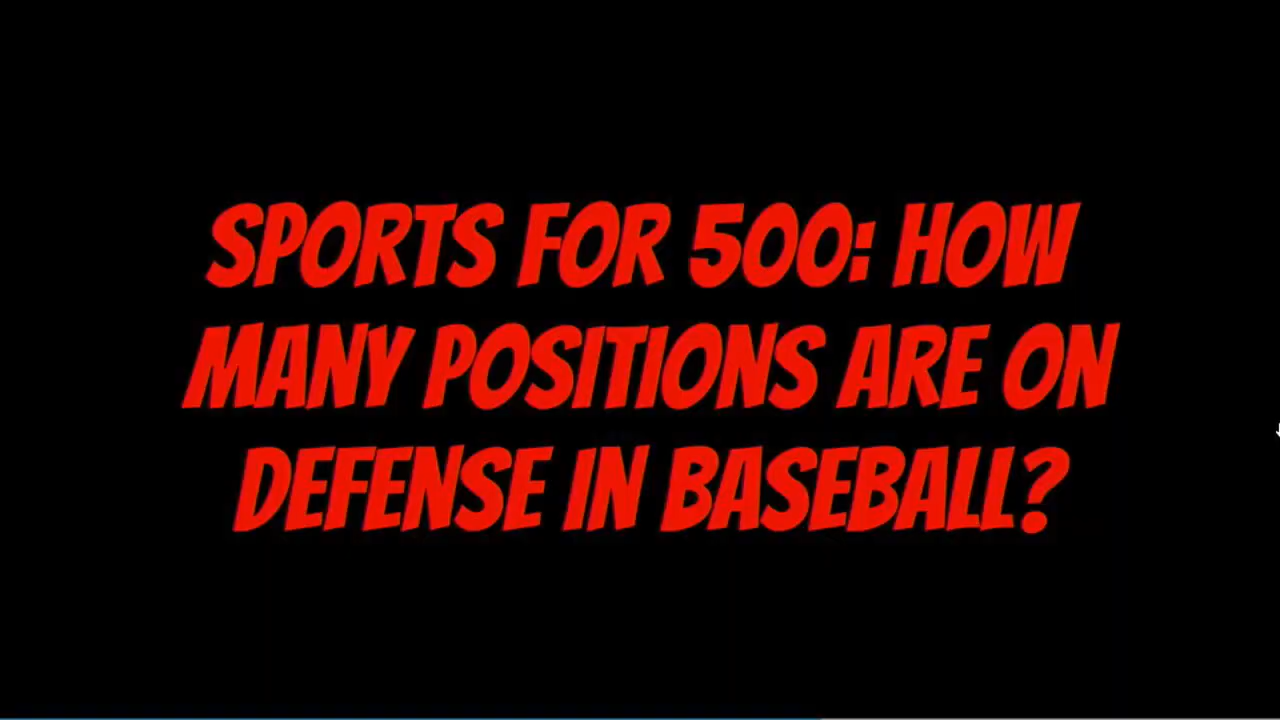 SPORTS FOR 500: HOW
MANY POSITIONS ARE ON
DEFENSE IN BASEBALL?